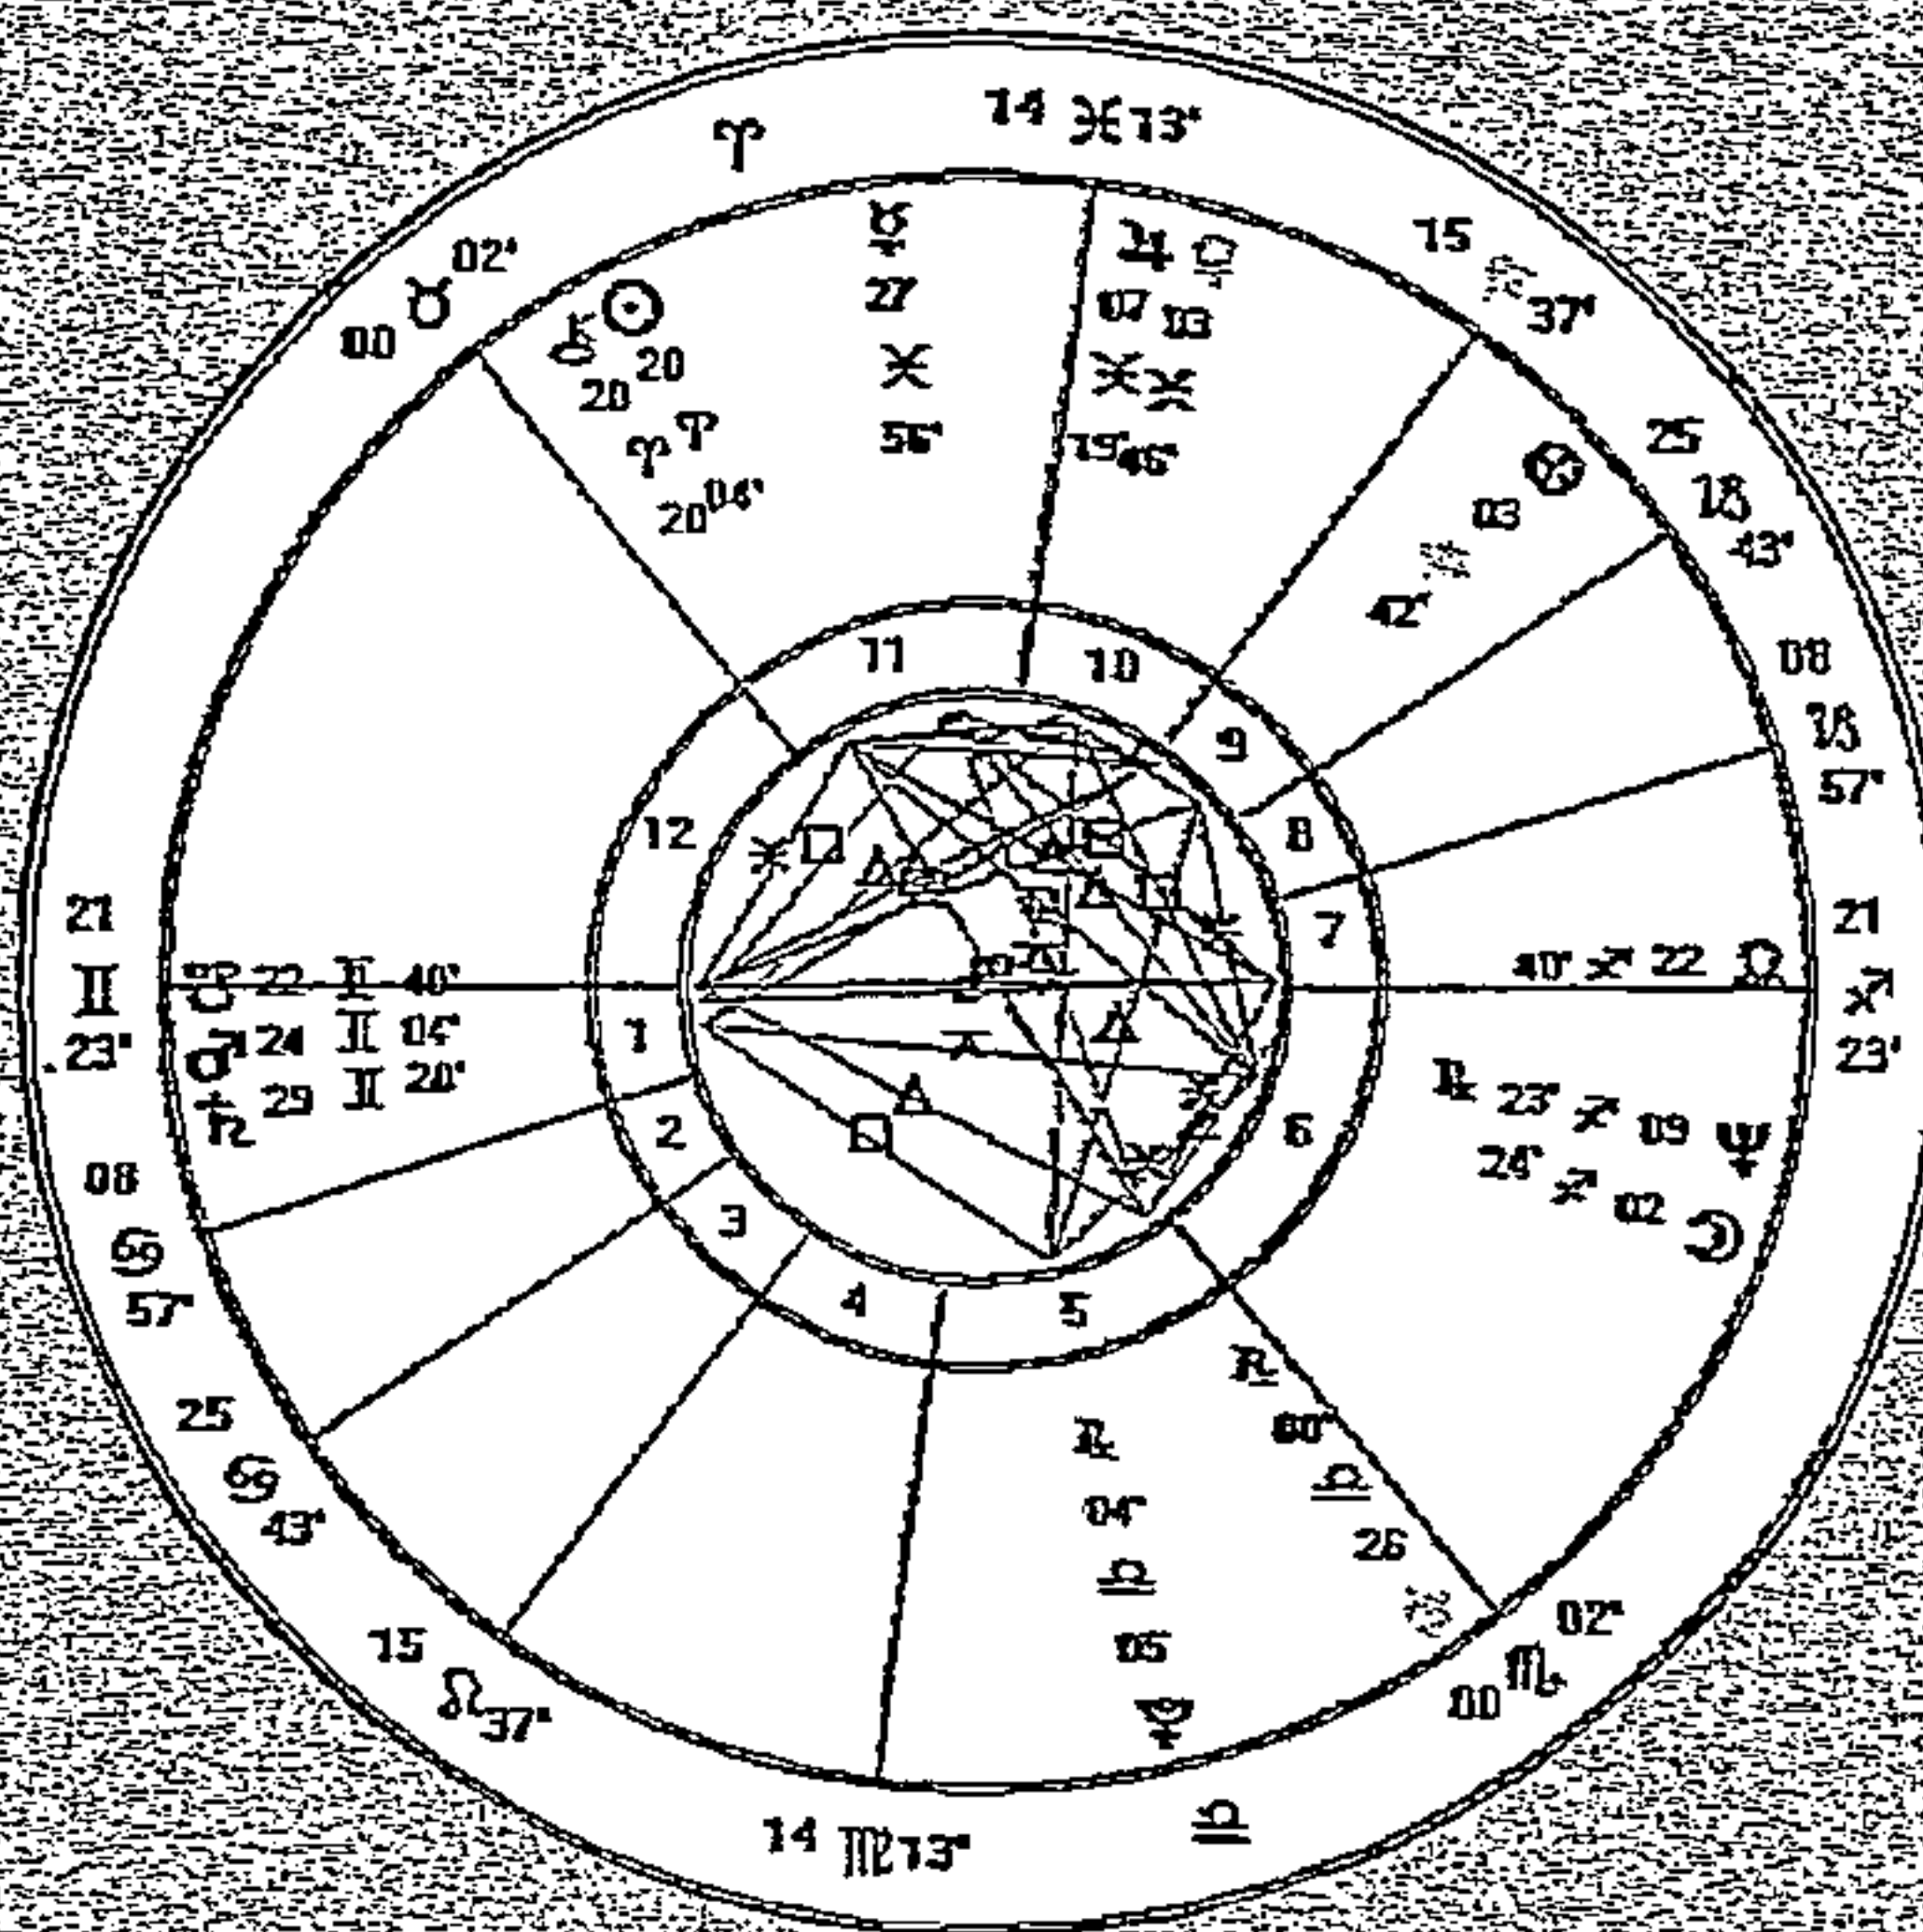 ♈
14 ♓ 13'
15 ♒ 37'
25 ♑ 43'
08 ♑ 57'
21 ♐ 23'
02' ♏ 00
♎
14 ♍ 13'
15 ♌ 37'
25 ♋ 43'
08 ♋ 57'
21 ♊ 23'
00 ♉ 02'
⚷ 20 ♈ 20'
☉ 20 ♈ 04'
☿ 27 ♓ 56'
♃ 07 ♓ 19'
03 ♓ 46'
⊗ 03 ♒ 42'
40' ♐ 22 ☊
℞ 23' ♐ 09 ♆
24' ♐ 02 ☽
℞ 00' ♎ 26
℞ 04' ♎ 05
☋ 22 ♊ 40'
♂ 24 ♊ 04'
♄ 29 ♊ 20'
11
10
9
8
7
6
5
4
3
2
1
12